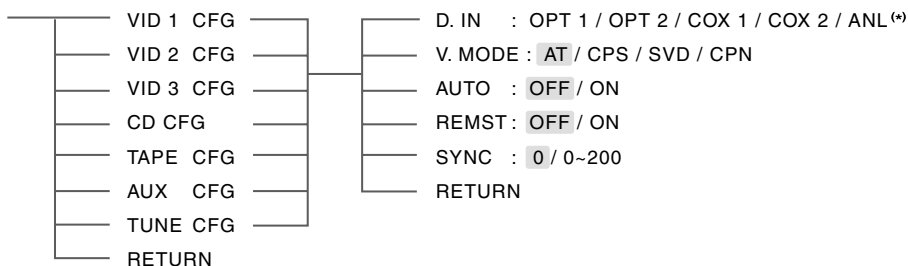 VID 1 CFG
VID 2 CFG
VID 3 CFG
CD CFG
TAPE CFG
AUX CFG
TUNE CFG
RETURN
D. IN : OPT 1 / OPT 2 / COX 1 / COX 2 / ANL (*)
V. MODE : AT / CPS / SVD / CPN
AUTO : OFF / ON
REMST : OFF / ON
SYNC : 0 / 0~200
RETURN